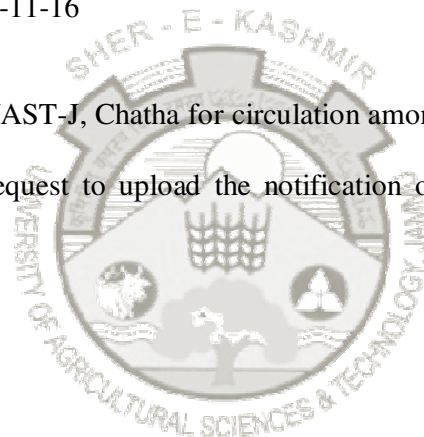 -11-16
SHER - E - KASHMIR
AST-J, Chatha for circulation amor
equest to upload the notification o
UNIVERSITY OF AGRICULTURAL SCIENCES & TECHNOLOGY, JAMMU